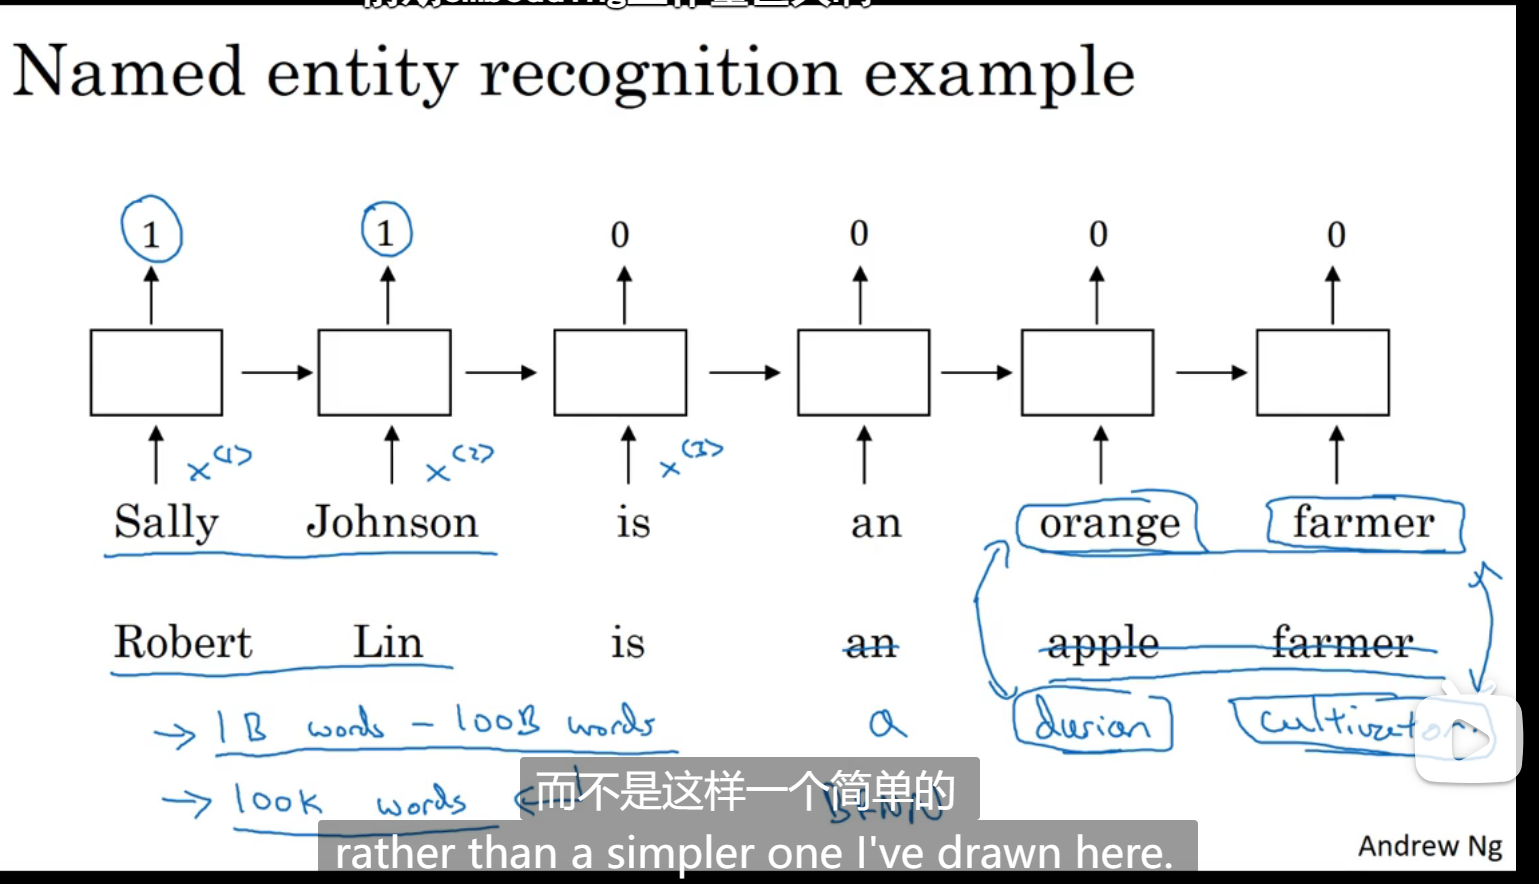 Named entity recognition example
1 1 0 0 0 0
x<1> x<2> x<3>
Sally Johnson is an orange farmer
Robert Lin is an apple farmer
→ 1B words - 100B words a durian cultivator
→ 100K words BRNN
而不是这样一个简单的
rather than a simpler one I've drawn here.
Andrew Ng